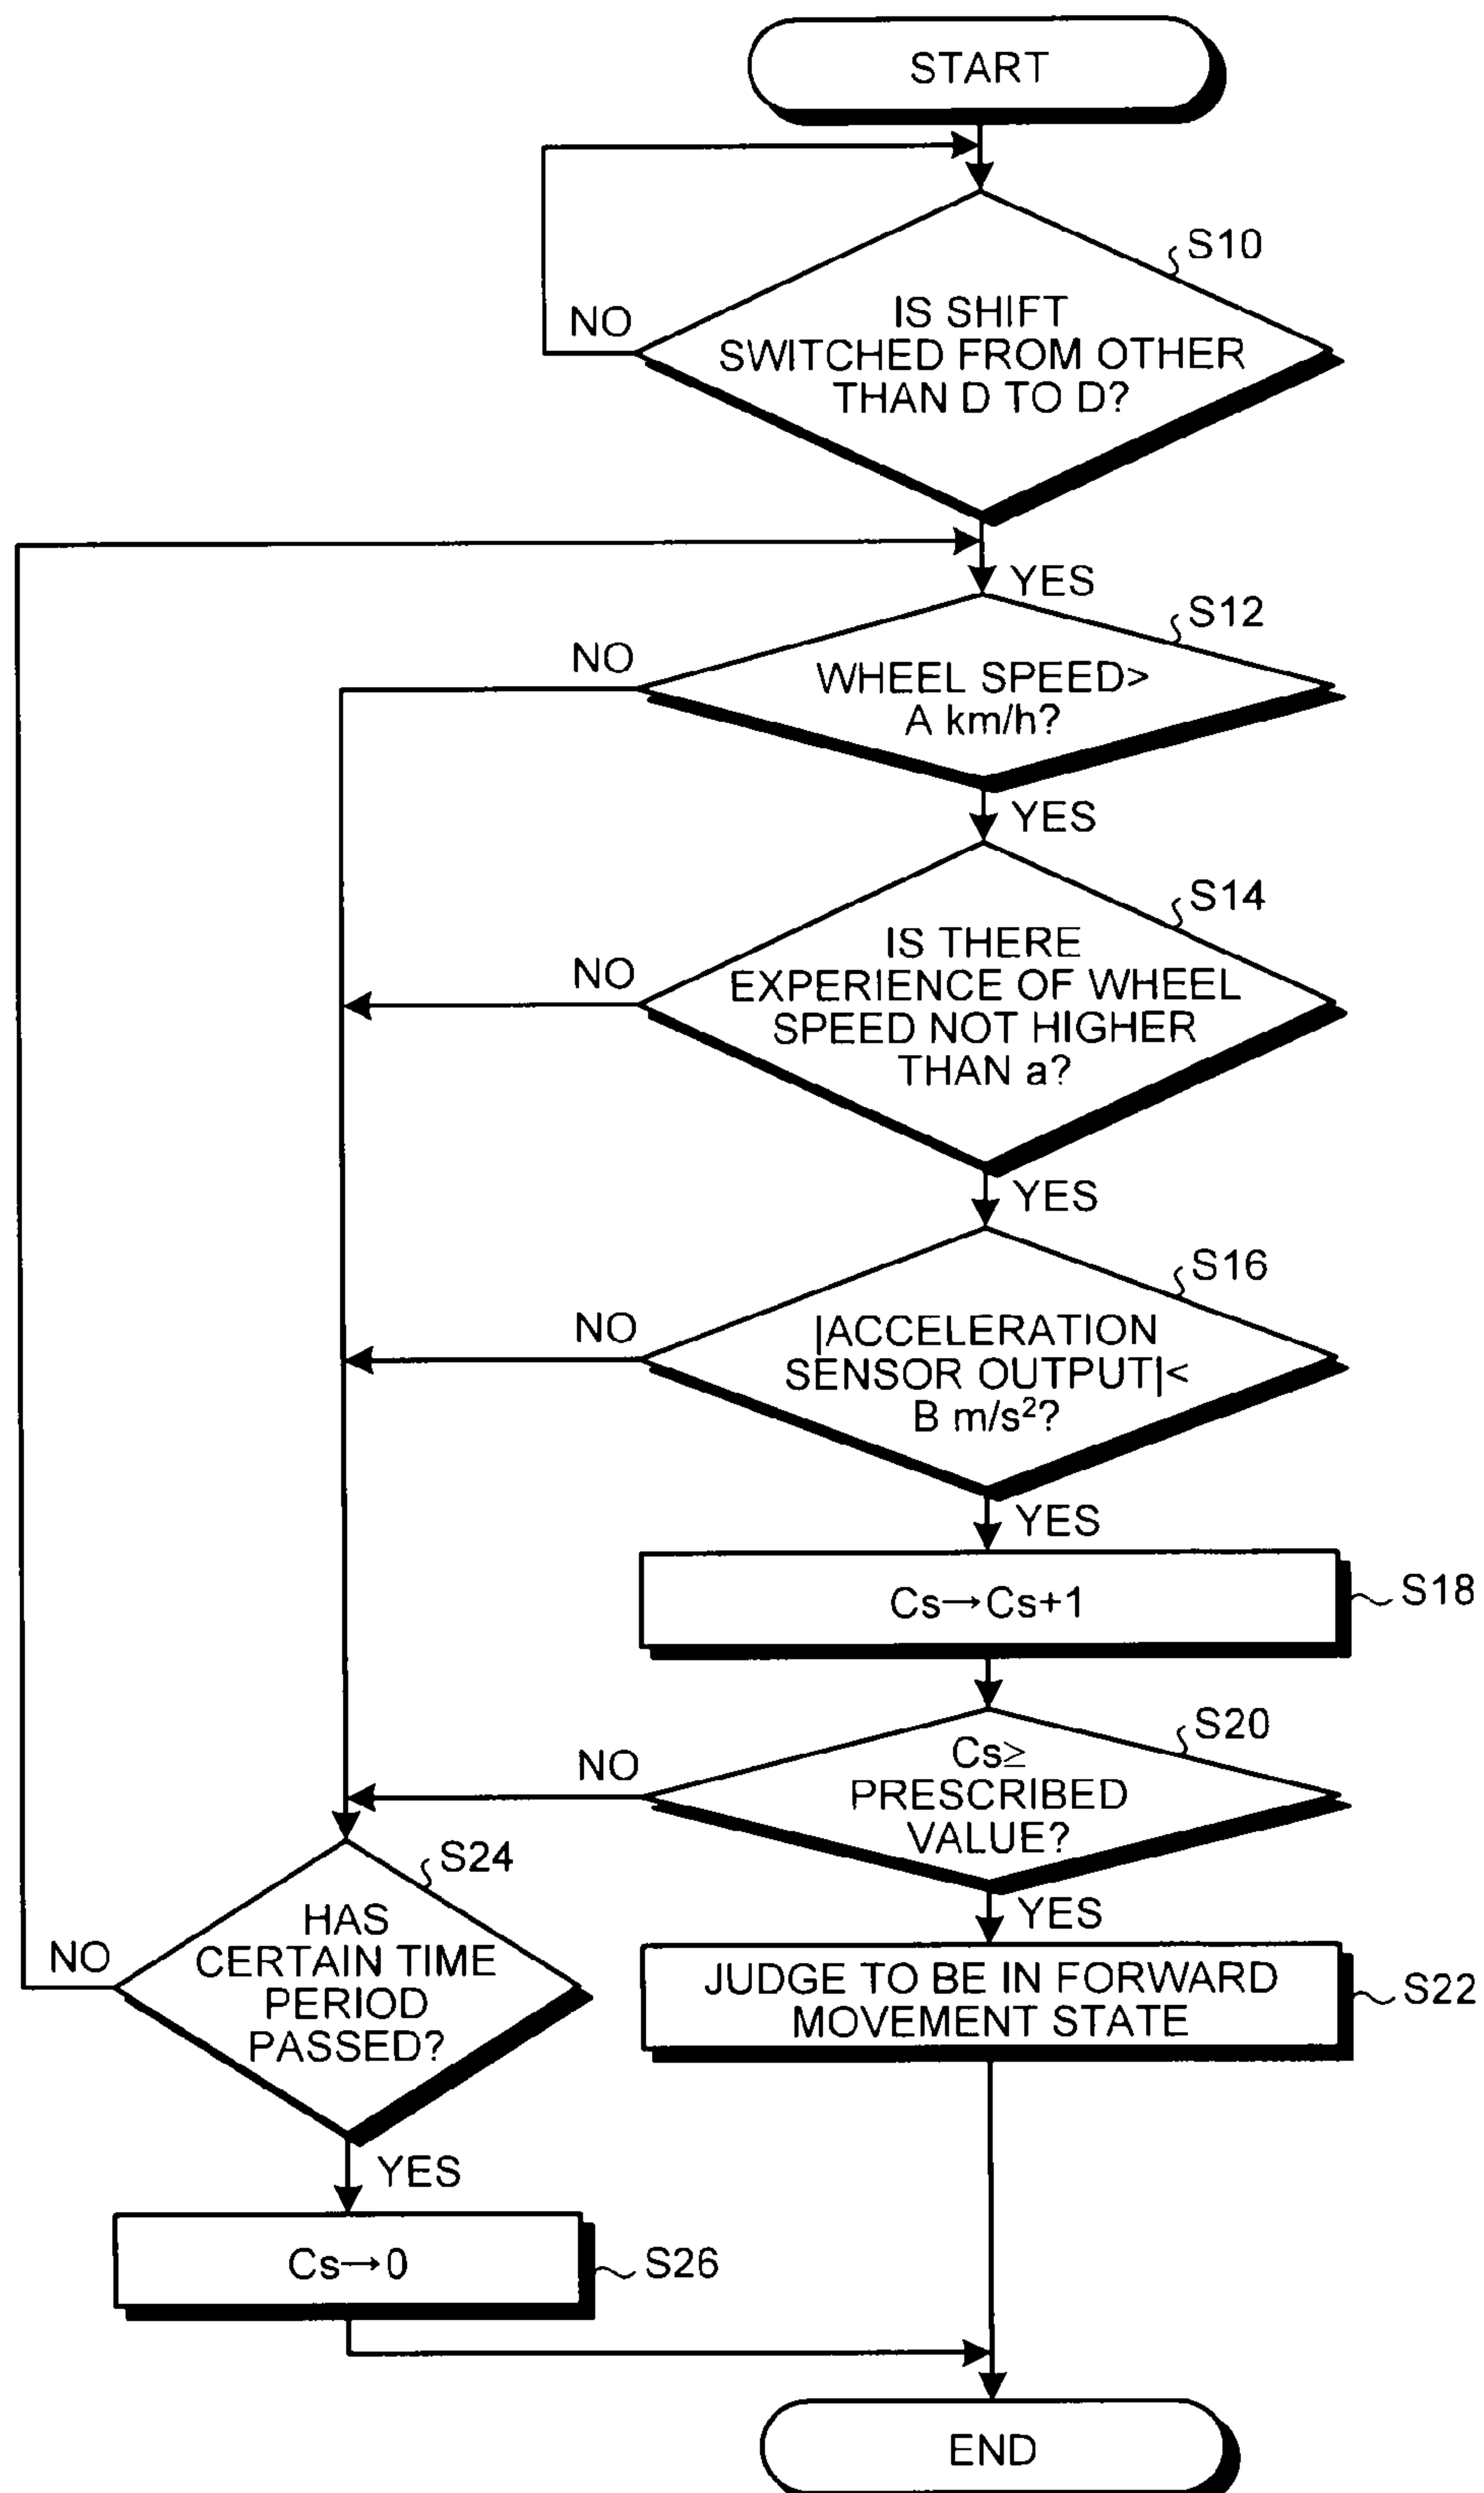 START
S10
NO
IS SHIFT
SWITCHED FROM OTHER
THAN D TO D?
YES
S12
NO
WHEEL SPEED>
A km/h?
YES
S14
NO
IS THERE
EXPERIENCE OF WHEEL
SPEED NOT HIGHER
THAN a?
YES
S16
NO
|ACCELERATION
SENSOR OUTPUT|<
B m/s²?
YES
Cs→Cs+1
S18
S20
NO
Cs≥
PRESCRIBED
VALUE?
YES
S24
NO
HAS
CERTAIN TIME
PERIOD
PASSED?
JUDGE TO BE IN FORWARD
MOVEMENT STATE
S22
YES
Cs→0
S26
END